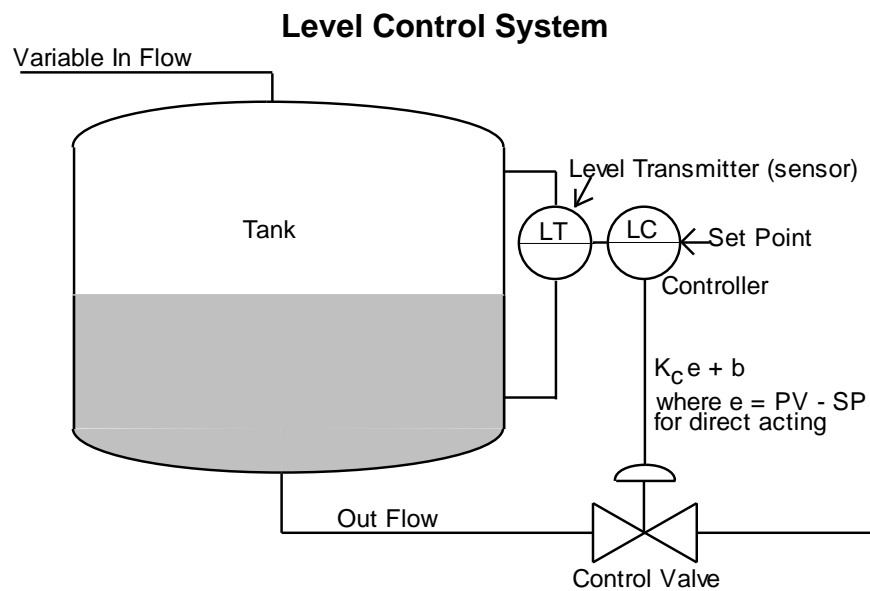 Level Control System
Variable In Flow
Level Transmitter (sensor)
Tank
LT
LC
Set Point
Controller
Kc e + b
where e = PV - SP
for direct acting
Out Flow
Control Valve